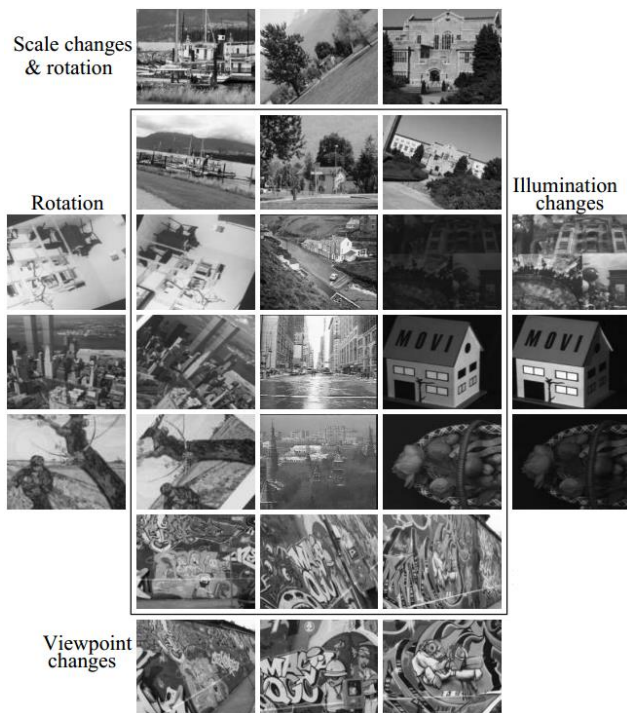 Scale changes
& rotation
Rotation
Illumination
changes
MOVI
MOVI
Viewpoint
changes